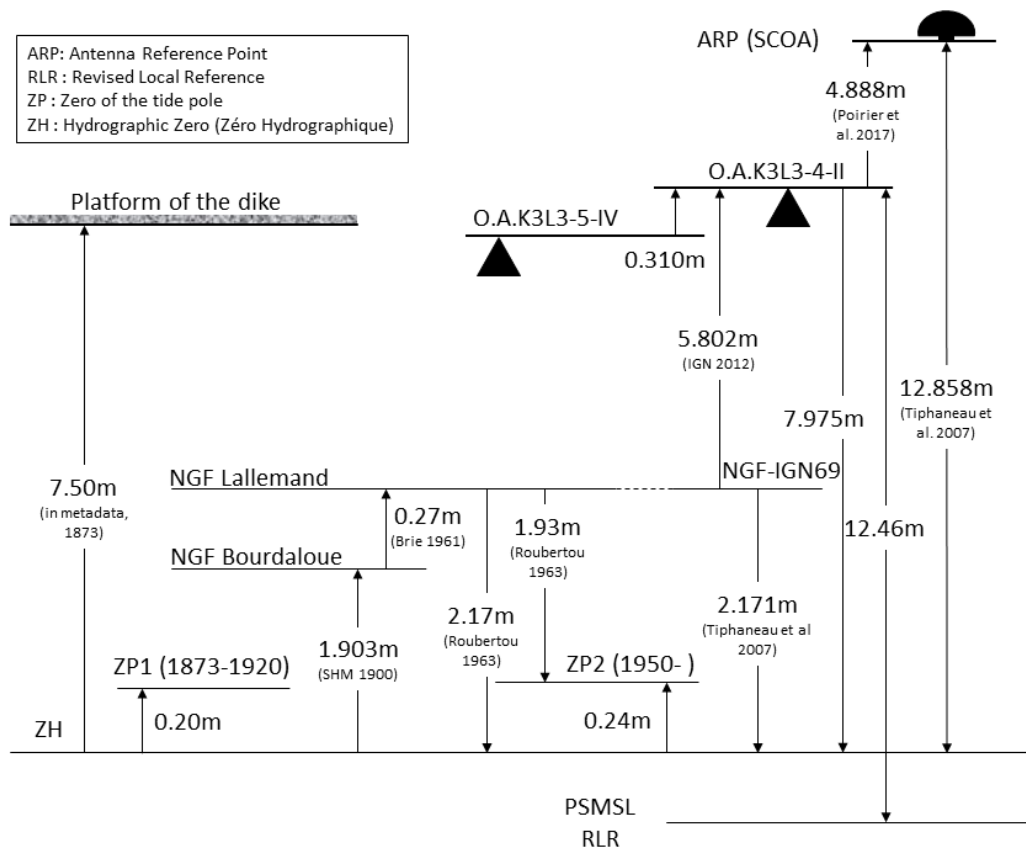 ARP: Antenna Reference Point
RLR : Revised Local Reference
ZP : Zero of the tide pole
ZH : Hydrographic Zero (Zéro Hydrographique)
ARP (SCOA)
4.888m
(Poirier et
al. 2017)
O.A.K3L3-4-II
Platform of the dike
O.A.K3L3-5-IV
0.310m
5.802m
(IGN 2012)
12.858m
(Tiphaneau et
al. 2007)
7.975m
NGF Lallemand
NGF-IGN69
7.50m
(in metadata,
1873)
0.27m
(Brie 1961)
1.93m
(Roubertou
1963)
12.46m
NGF Bourdaloue
2.17m
(Roubertou
1963)
2.171m
(Tiphaneau et al
2007)
1.903m
(SHM 1900)
ZP1 (1873-1920)
ZP2 (1950- )
0.20m
0.24m
ZH
PSMSL
RLR